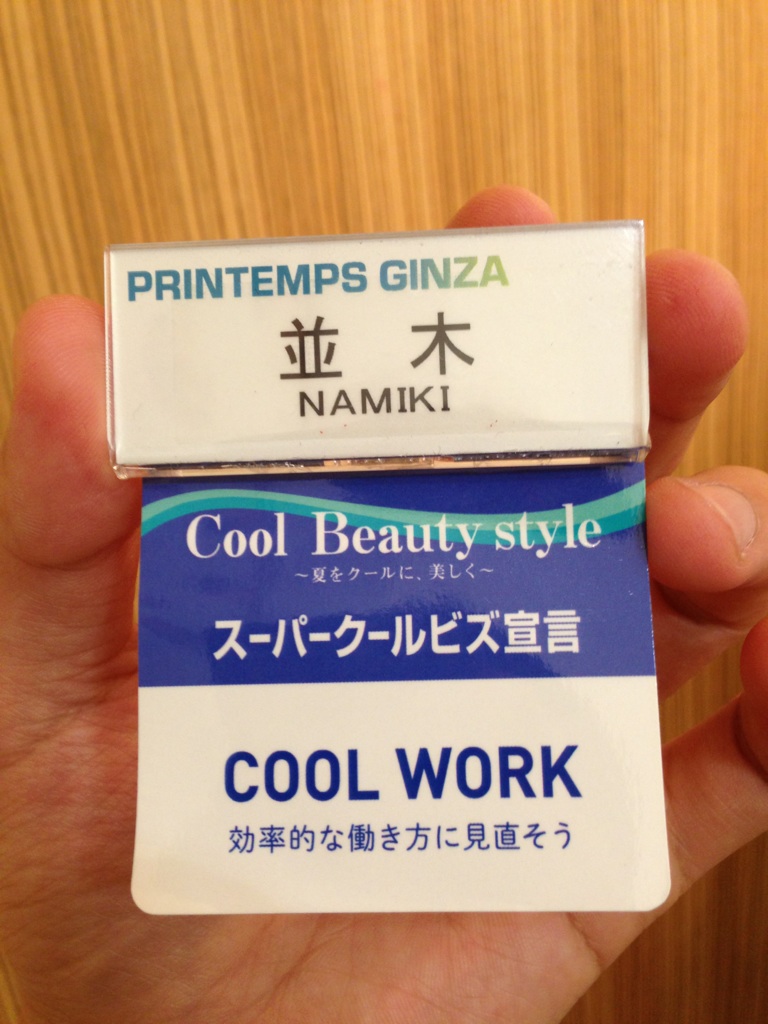 PRINTEMPS GINZA
並 木
NAMIKI
Cool Beauty style
～夏をクールに、美しく～
スーパークールビズ宣言
COOL WORK
効率的な働き方に見直そう